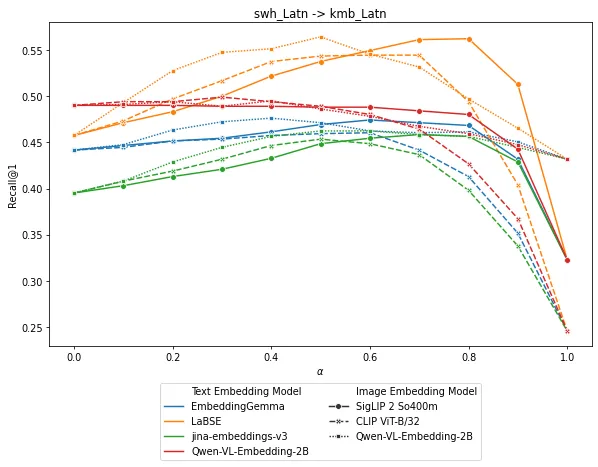 swh_Latn -> kmb_Latn
Recall@1
0.55
0.50
0.45
0.40
0.35
0.30
0.25
0.0 0.2 0.4 0.6 0.8 1.0
α
Text Embedding Model Image Embedding Model
EmbeddingGemma SigLIP 2 So400m
LaBSE CLIP ViT-B/32
jina-embeddings-v3 Qwen-VL-Embedding-2B
Qwen-VL-Embedding-2B